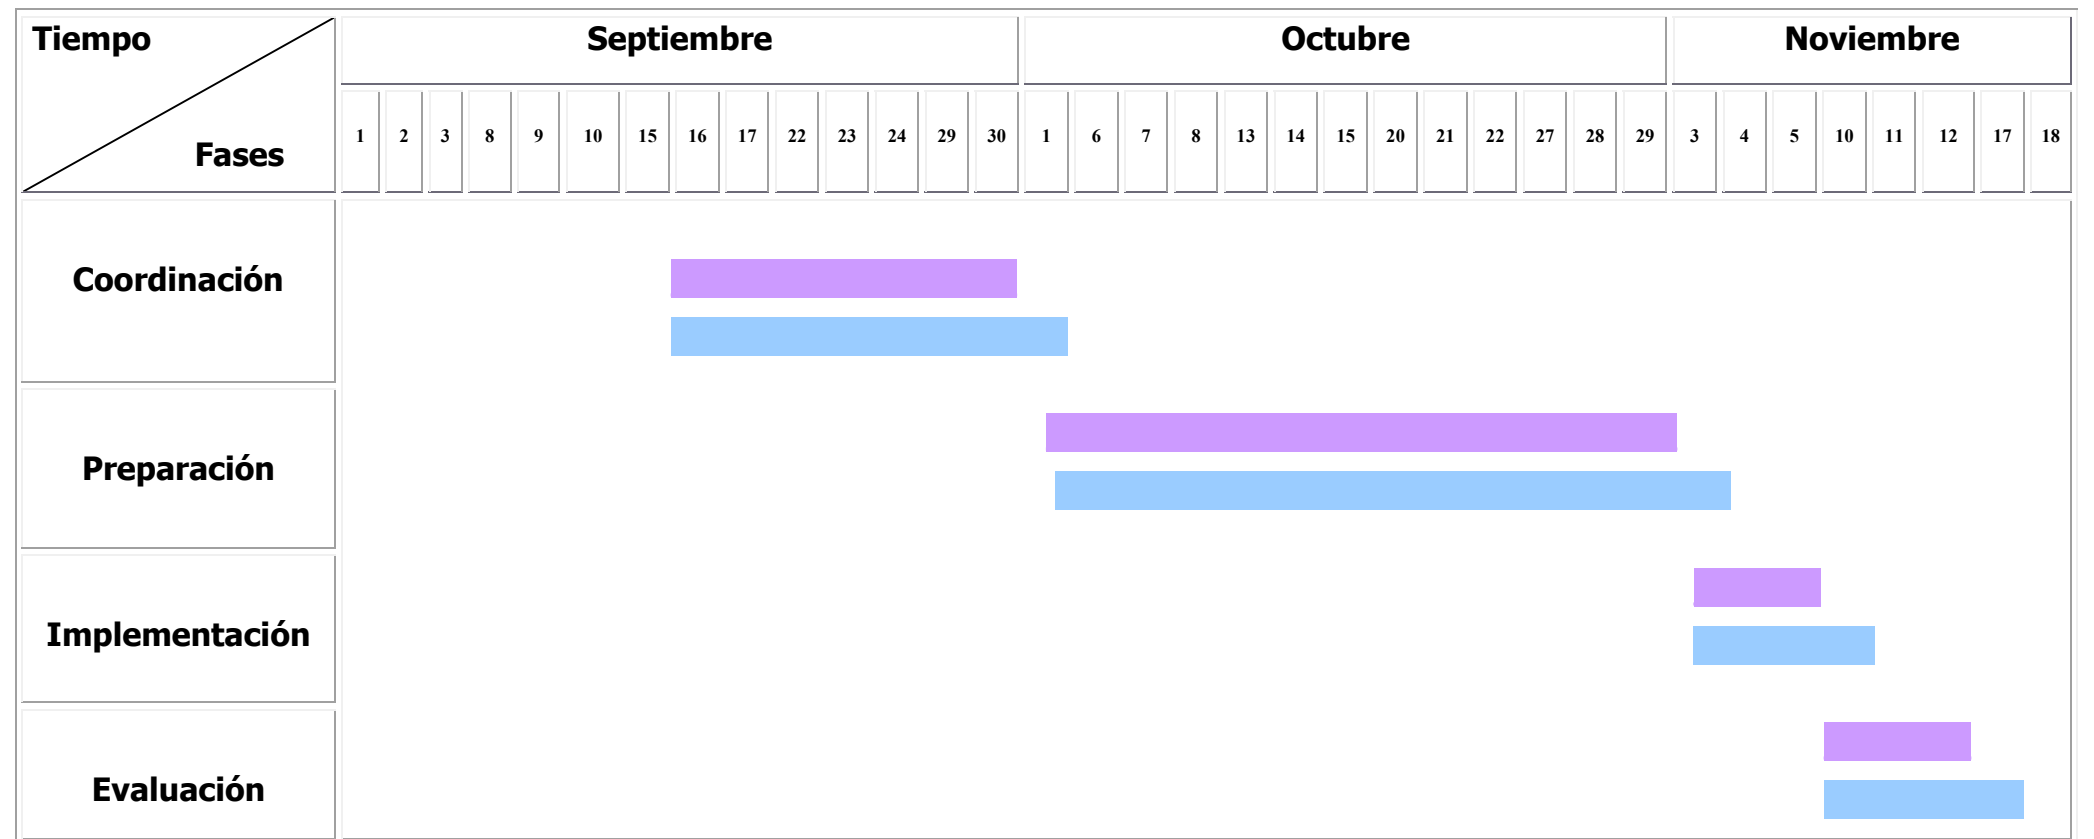 Tiempo
Septiembre Octubre Noviembre
Fases
1 2 3 8 9 10 15 16 17 22 23 24 29 30 1 6 7 8 13 14 15 20 21 22 27 28 29 3 4 5 10 11 12 17 18
Coordinación
Preparación
Implementación
Evaluación